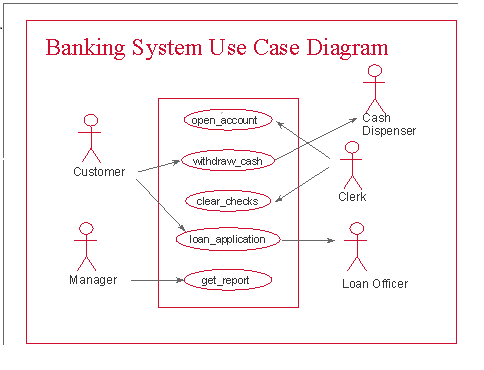 Banking System Use Case Diagram
open_account
Cash
Dispenser
Customer
withdraw_cash
clear_checks
Clerk
loan_application
Manager
get_report
Loan Officer